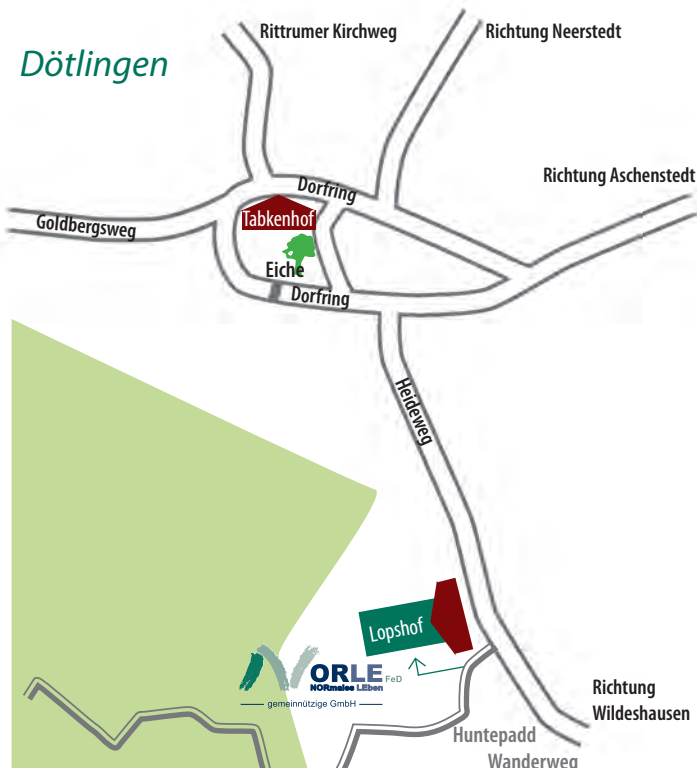 Dötlingen
Rittrumer Kirchweg
Richtung Neerstedt
Richtung Aschenstedt
Dorfring
Tabkenhof
Goldbergsweg
Eiche
Dorfring
Heideweg
Lopshof
ORLE FeD
NORmales LEben
gemeinnützige GmbH
Richtung
Wildeshausen
Huntepadd
Wanderweg